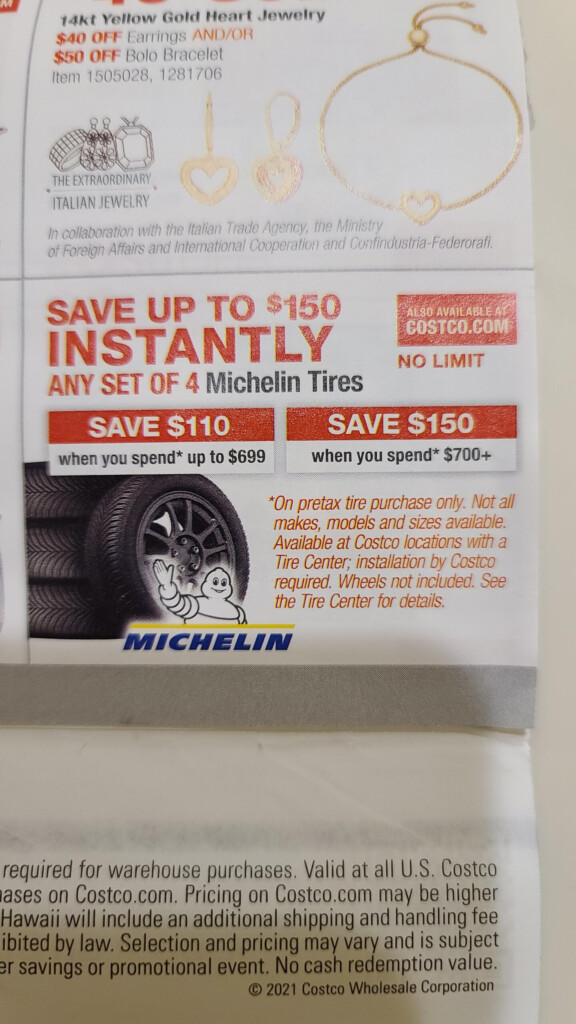 14kt Yellow Gold Heart Jewelry
$40 OFF Earrings AND/OR
$50 OFF Bolo Bracelet
Item 1505028, 1281706
THE EXTRAORDINARY
ITALIAN JEWELRY
In collaboration with the Italian Trade Agency, the Ministry
of Foreign Affairs and International Cooperation and Confindustria-Federorafi.
SAVE UP TO $150
INSTANTLY
ANY SET OF 4 Michelin Tires
ALSO AVAILABLE AT
COSTCO.COM
NO LIMIT
SAVE $110
when you spend* up to $699
SAVE $150
when you spend* $700+
*On pretax tire purchase only. Not all
makes, models and sizes available.
Available at Costco locations with a
Tire Center; installation by Costco
required. Wheels not included. See
the Tire Center for details.
MICHELIN
required for warehouse purchases. Valid at all U.S. Costco
ases on Costco.com. Pricing on Costco.com may be higher
Hawaii will include an additional shipping and handling fee
ibited by law. Selection and pricing may vary and is subject
er savings or promotional event. No cash redemption value.
© 2021 Costco Wholesale Corporation